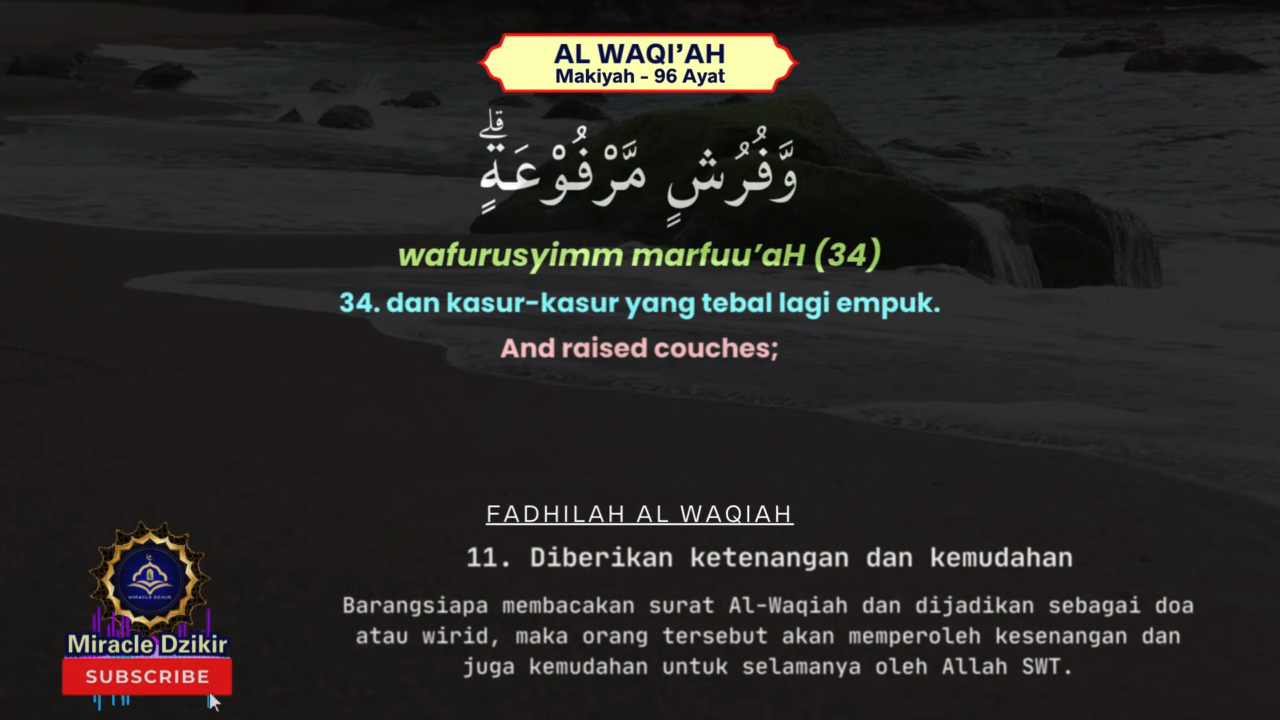 AL WAQI’AH
Makiyah - 96 Ayat
وَّفُرُشٍ مَّرْفُوْعَةٍۗ
wafurusyimm marfuu’aH (34)
34. dan kasur-kasur yang tebal lagi empuk.
And raised couches;
FADHILAH AL WAQIAH
11. Diberikan ketenangan dan kemudahan
Barangsiapa membacakan surat Al-Waqiah dan dijadikan sebagai doa
atau wirid, maka orang tersebut akan memperoleh kesenangan dan
juga kemudahan untuk selamanya oleh Allah SWT.
MIRACLE DZIKIR
Miracle Dzikir
SUBSCRIBE